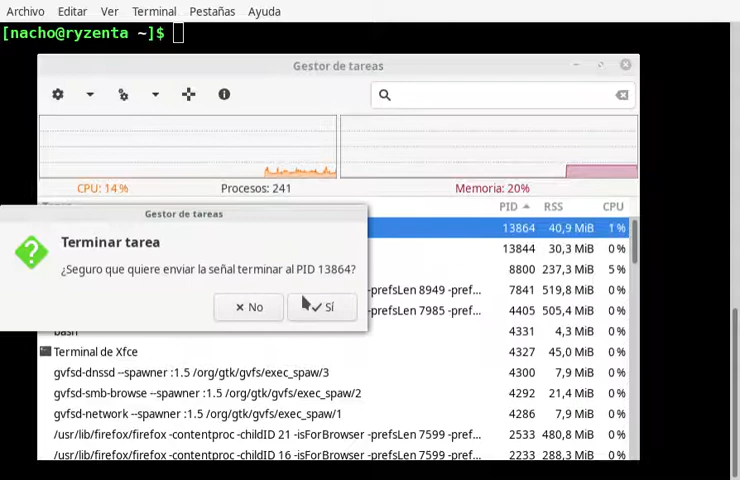 Archivo Editar Ver Terminal Pestañas Ayuda
[nacho@ryzenta ~]$
Gestor de tareas
CPU: 14% Procesos: 241 Memoria: 20%
PID RSS CPU
Gestor de tareas
Terminar tarea
¿Seguro que quiere enviar la señal terminar al PID 13864?
No Sí
13864 40,9 MiB 1%
13844 30,3 MiB 0%
8800 237,3 MiB 5%
-prefsLen 8949 -pref... 7841 519,8 MiB 0%
-prefsLen 7985 -pref... 4405 505,4 MiB 0%
bash 4331 4,3 MiB 0%
Terminal de Xfce 4327 45,0 MiB 0%
gvfsd-dnssd --spawner :1.5 /org/gtk/gvfs/exec_spaw/3 4300 7,9 MiB 0%
gvfsd-smb-browse --spawner :1.5 /org/gtk/gvfs/exec_spaw/2 4292 21,4 MiB 0%
gvfsd-network --spawner :1.5 /org/gtk/gvfs/exec_spaw/1 4286 7,9 MiB 0%
/usr/lib/firefox/firefox -contentproc -childID 21 -isForBrowser -prefsLen 7599 -pref... 2533 480,8 MiB 0%
/usr/lib/firefox/firefox -contentproc -childID 16 -isForBrowser -prefsLen 7599 -pref... 2233 288,3 MiB 0%